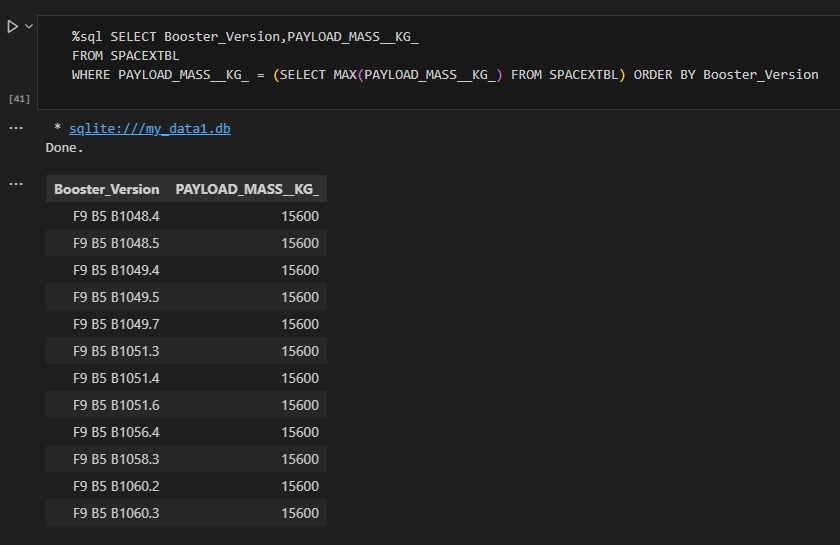 %sql SELECT Booster_Version,PAYLOAD_MASS__KG_
FROM SPACEXTBL
WHERE PAYLOAD_MASS__KG_ = (SELECT MAX(PAYLOAD_MASS__KG_) FROM SPACEXTBL) ORDER BY Booster_Version
[41]
... * sqlite:///my_data1.db
Done.
...
Booster_Version PAYLOAD_MASS__KG_
F9 B5 B1048.4 15600
F9 B5 B1048.5 15600
F9 B5 B1049.4 15600
F9 B5 B1049.5 15600
F9 B5 B1049.7 15600
F9 B5 B1051.3 15600
F9 B5 B1051.4 15600
F9 B5 B1051.6 15600
F9 B5 B1056.4 15600
F9 B5 B1058.3 15600
F9 B5 B1060.2 15600
F9 B5 B1060.3 15600